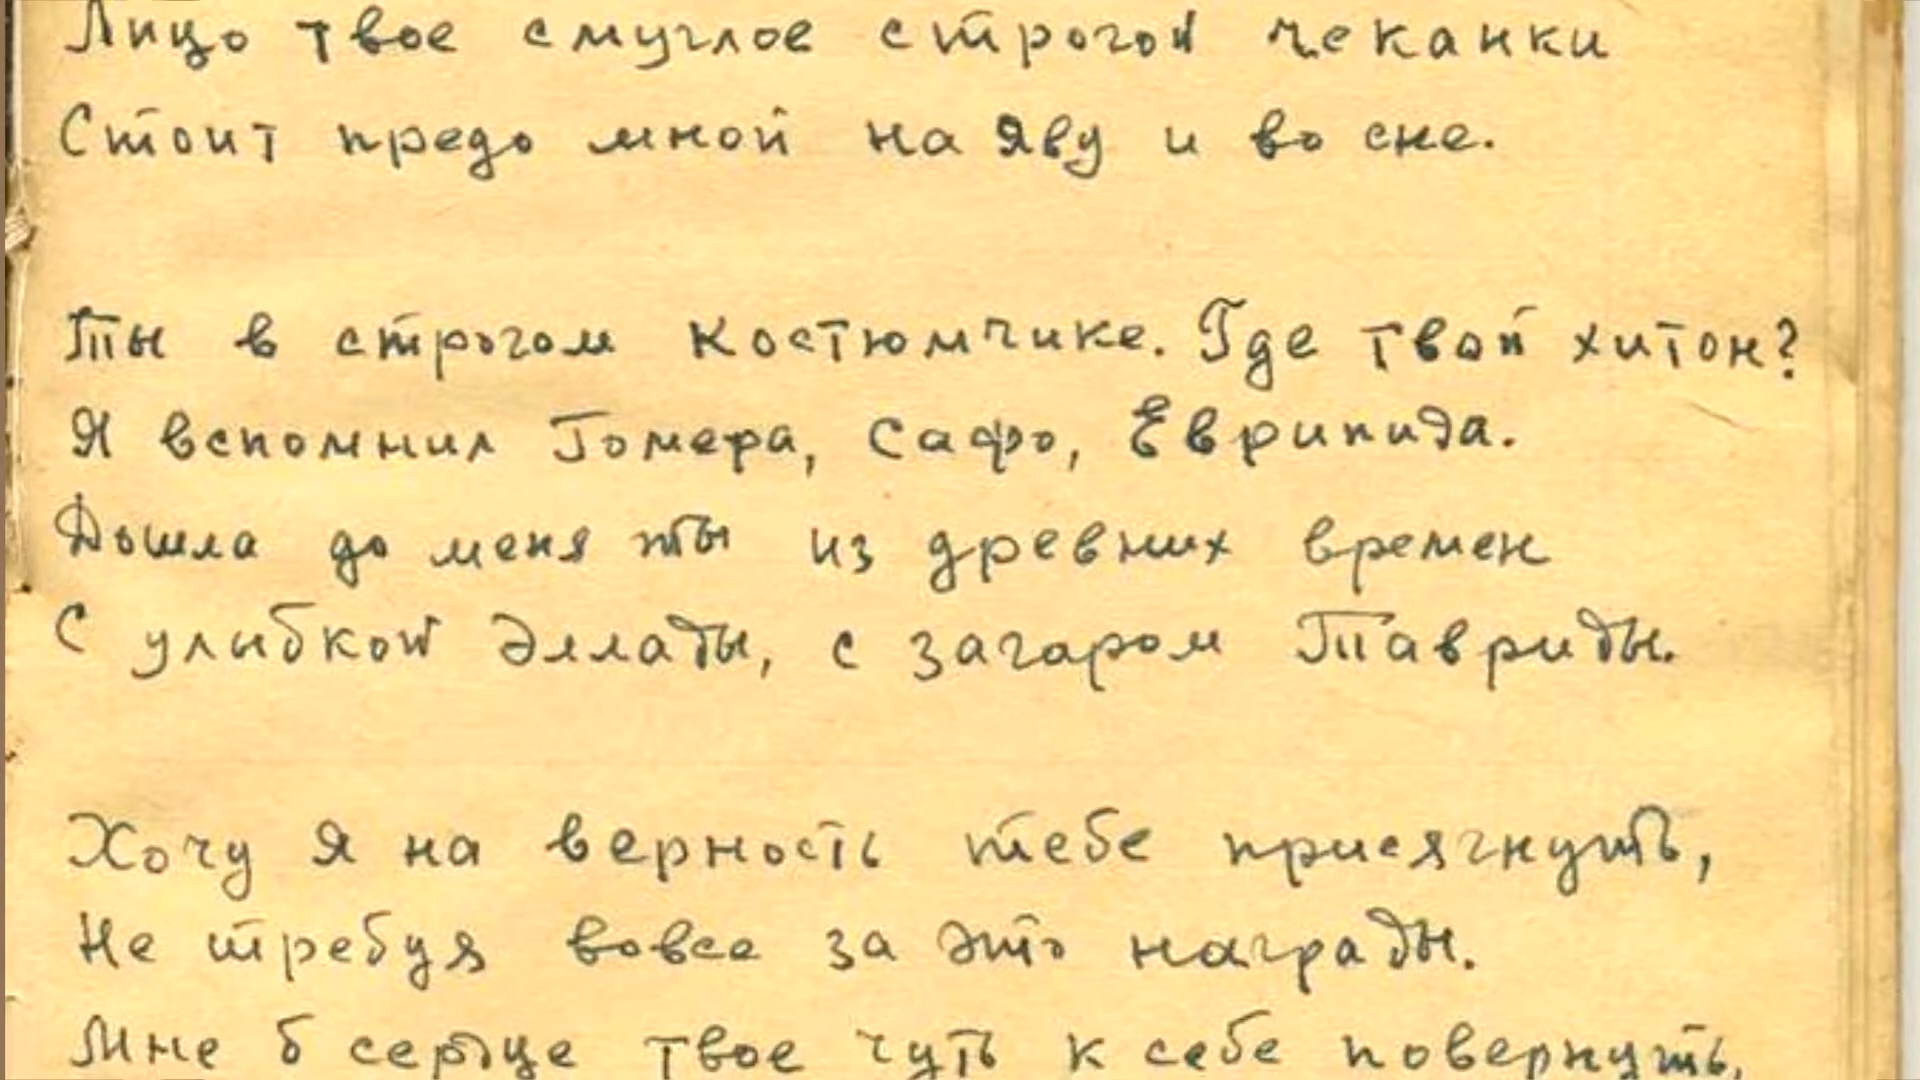 Лицо твое смуглое строгой чеканки
Стоит предо мной на яву и во сне.
Ты в строгом костюмчике. Где твой хитон?
Я вспомнил Гомера, Сафо, Еврипида.
Дошла до меня ты из древних времен
С улыбкой Эллады, с загаром Тавриды.
Хочу я на верность тебе присягнуть,
Не требуя вовсе за это награды.
Мне б сердце твое чуть к себе повернуть,